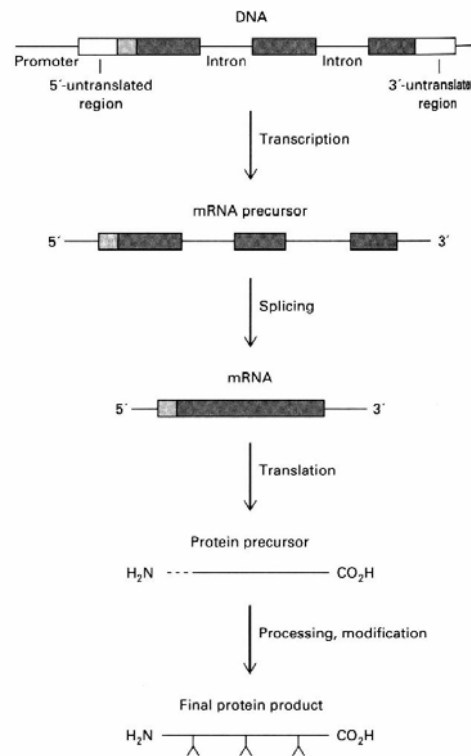 DNA
Promoter
Intron
Intron
5´-untranslated
region
3´-untranslate
region
Transcription
mRNA precursor
5´
3´
Splicing
mRNA
5´
3´
Translation
Protein precursor
H₂N
CO₂H
Processing, modification
Final protein product
H₂N
CO₂H